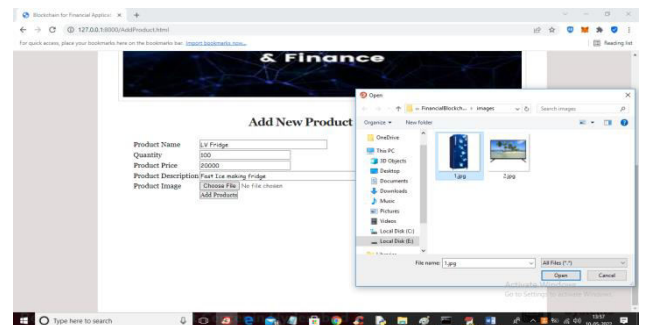 Blockchain for Financial Applicat
127.0.0.1:8000/AddProduct.html
For quick access, place your bookmarks here on the bookmarks bar. Import bookmarks now...
Reading list
& Finance
Add New Product
Product Name LV Fridge
Quantity 100
Product Price 20000
Product Description Fast Ice making fridge
Product Image Choose File No file chosen
Add Products
Open
FinancialBlockch... › images
Search images
Organize New folder
OneDrive
This PC
3D Objects
Desktop
Documents
Downloads
Music
Pictures
Videos
Local Disk (C:)
Local Disk (E:)
1.jpg
2.jpg
File name: 1.jpg
All Files (*.*)
Open Cancel
Activate Windows
Go to Settings to activate Windows.
Type here to search
13:57